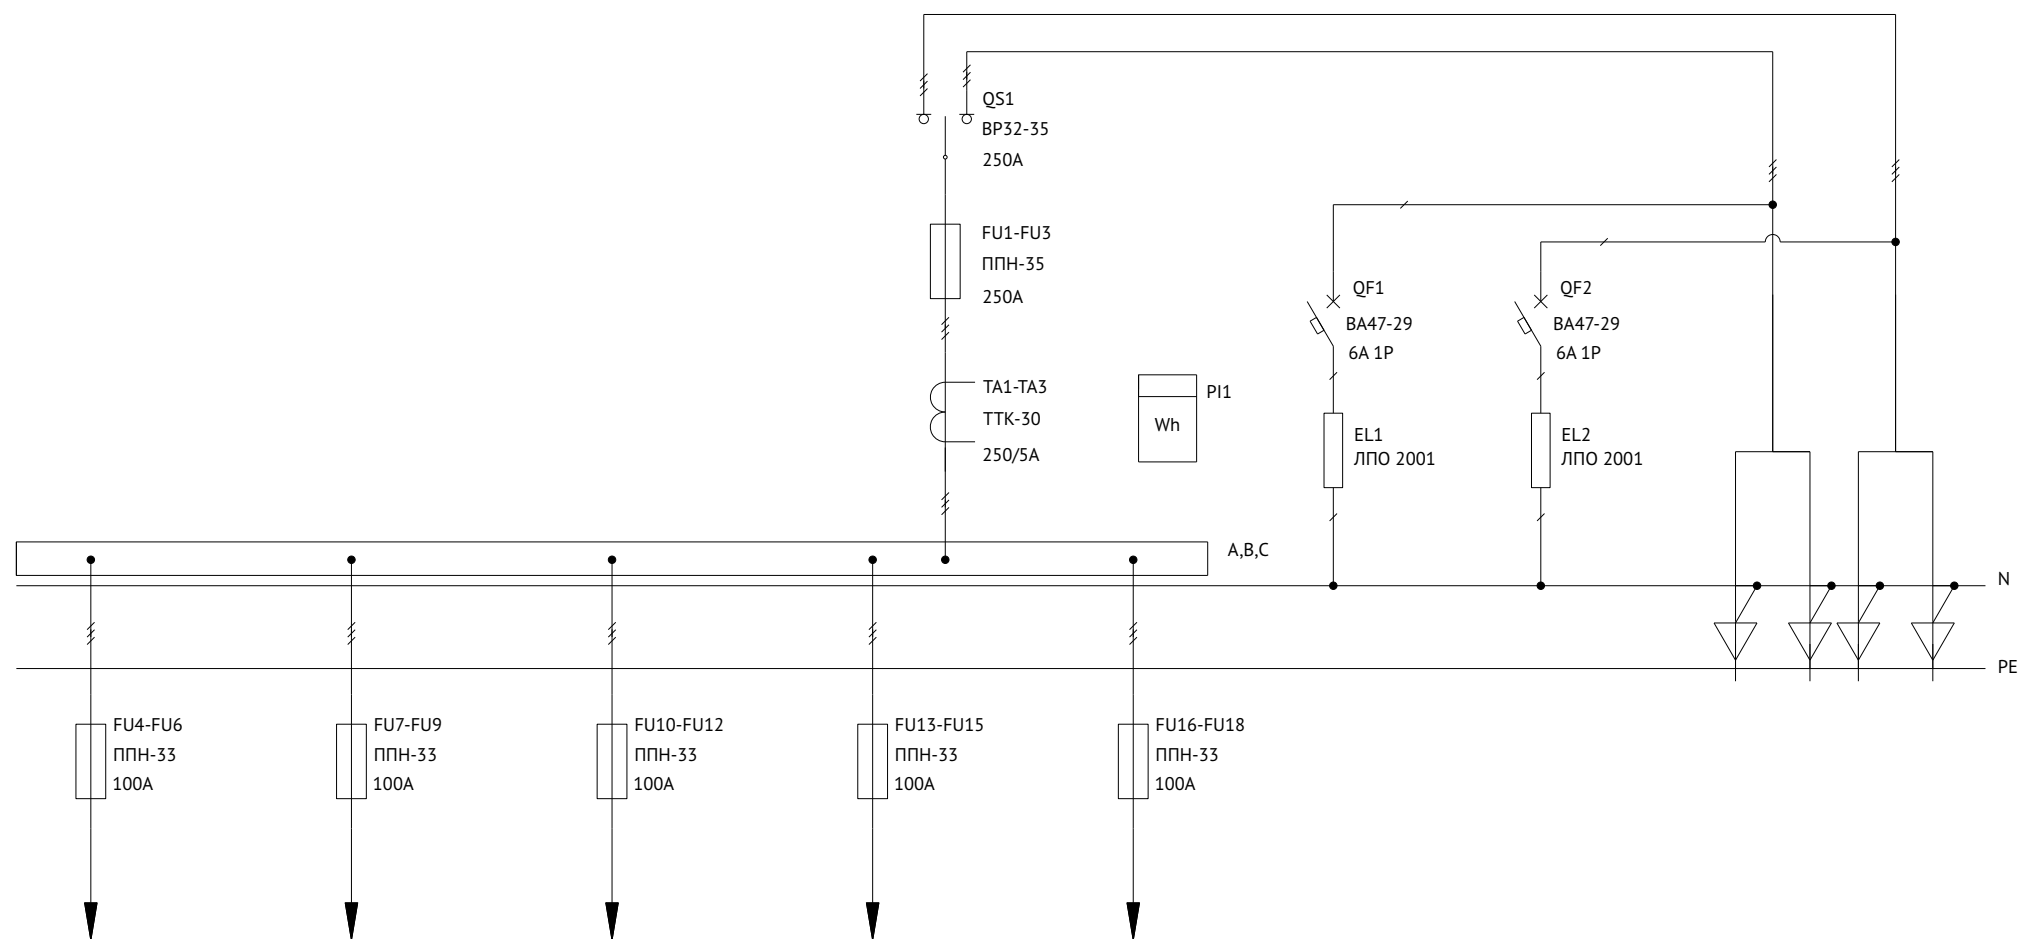 QS1
ВР32-35
250А
FU1-FU3
ППН-35
250А
QF1
ВА47-29
6А 1Р
QF2
ВА47-29
6А 1Р
TA1-TA3
ТТК-30
250/5А
PI1
Wh
EL1
ЛПО 2001
EL2
ЛПО 2001
A,B,C
N
PE
FU4-FU6
ППН-33
100А
FU7-FU9
ППН-33
100А
FU10-FU12
ППН-33
100А
FU13-FU15
ППН-33
100А
FU16-FU18
ППН-33
100А